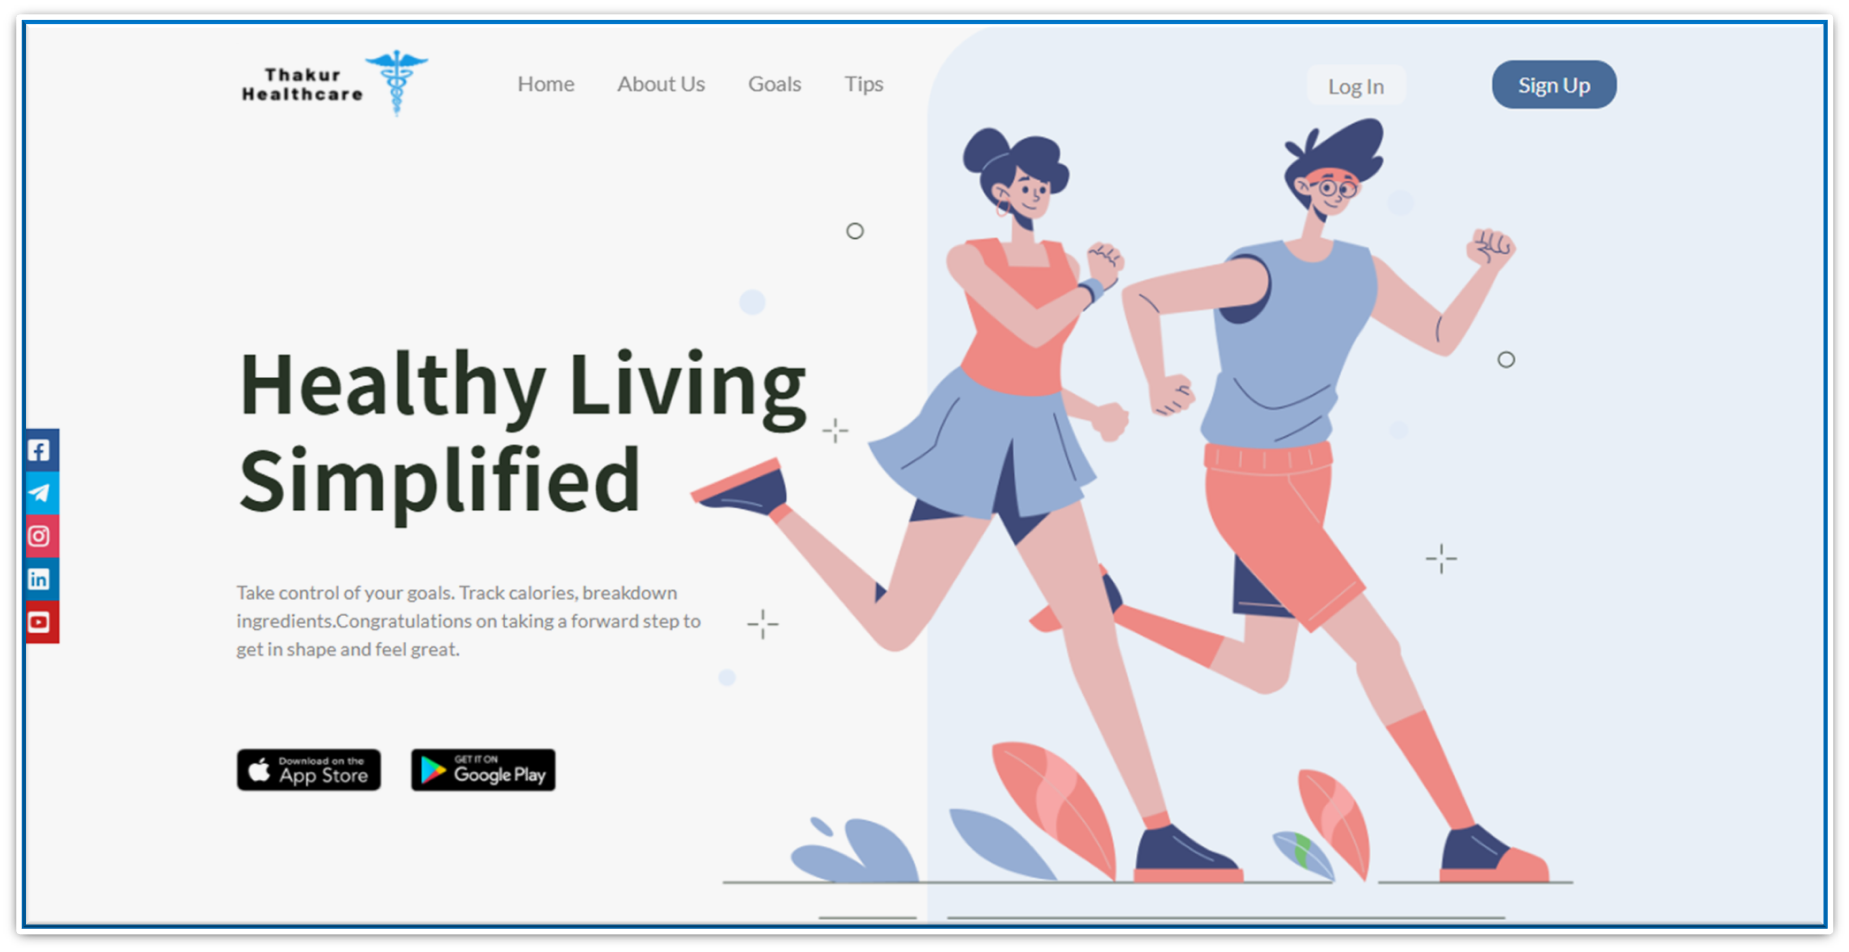 Thakur
Healthcare
Home
About Us
Goals
Tips
Log In
Sign Up
Healthy Living
Simplified
Take control of your goals. Track calories, breakdown
ingredients.Congratulations on taking a forward step to
get in shape and feel great.
Download on the
App Store
GET IT ON
Google Play